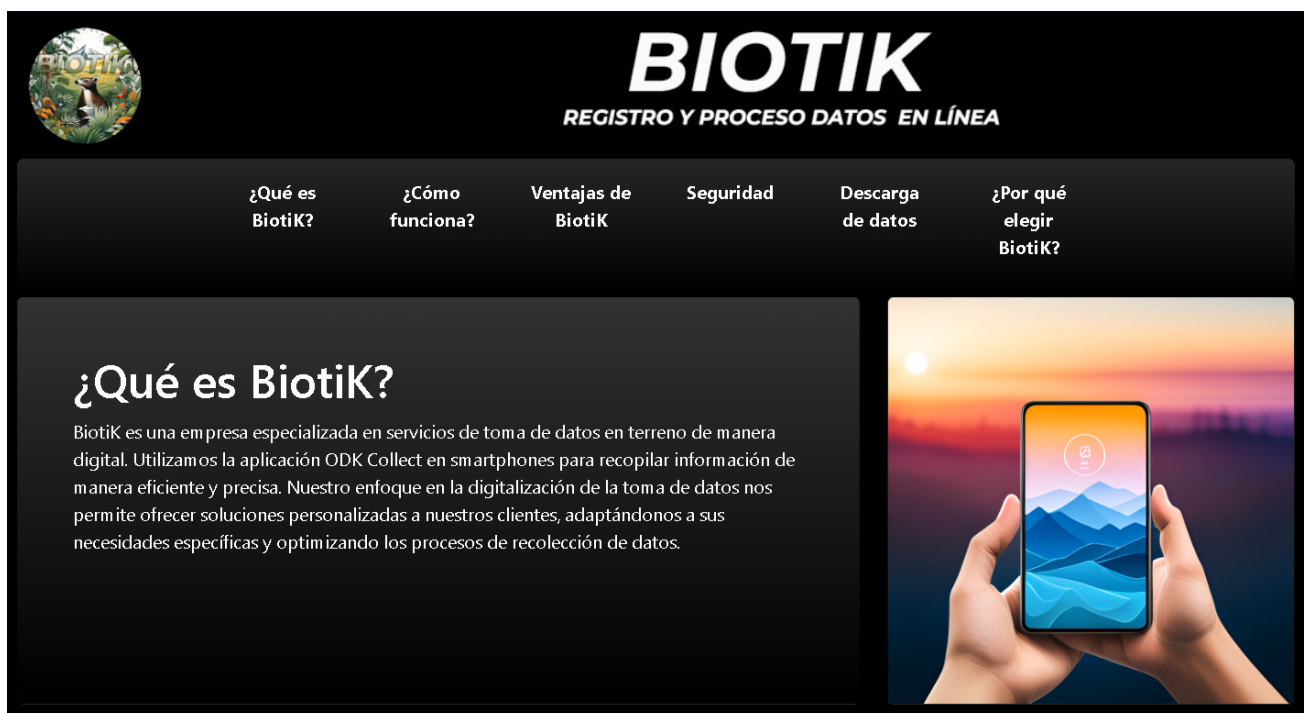 BIOTIK
BIOTIK
REGISTRO Y PROCESO DATOS EN LÍNEA
¿Qué es
BiotiK?
¿Cómo
funciona?
Ventajas de
BiotiK
Seguridad
Descarga
de datos
¿Por qué
elegir
BiotiK?
¿Qué es BiotiK?
BiotiK es una empresa especializada en servicios de toma de datos en terreno de manera
digital. Utilizamos la aplicación ODK Collect en smartphones para recopilar información de
manera eficiente y precisa. Nuestro enfoque en la digitalización de la toma de datos nos
permite ofrecer soluciones personalizadas a nuestros clientes, adaptándonos a sus
necesidades específicas y optimizando los procesos de recolección de datos.